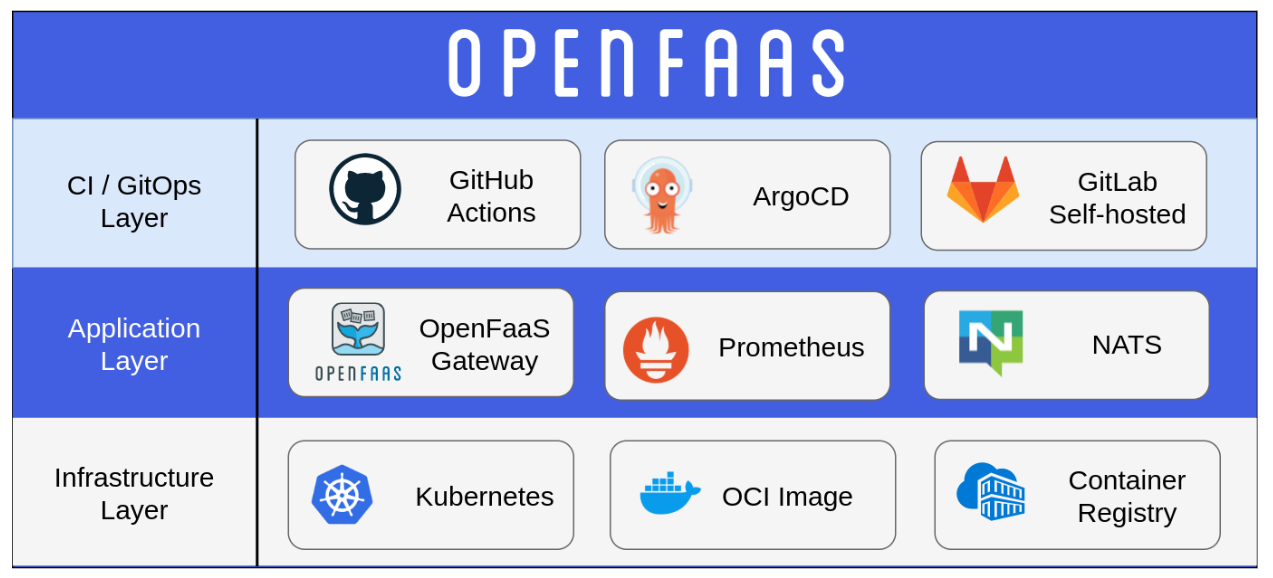 OPENFAAS
CI / GitOps
Layer
GitHub
Actions
ArgoCD
GitLab
Self-hosted
Application
Layer
OPENFAAS
OpenFaaS
Gateway
Prometheus
N
NATS
Infrastructure
Layer
Kubernetes
OCI Image
Container
Registry